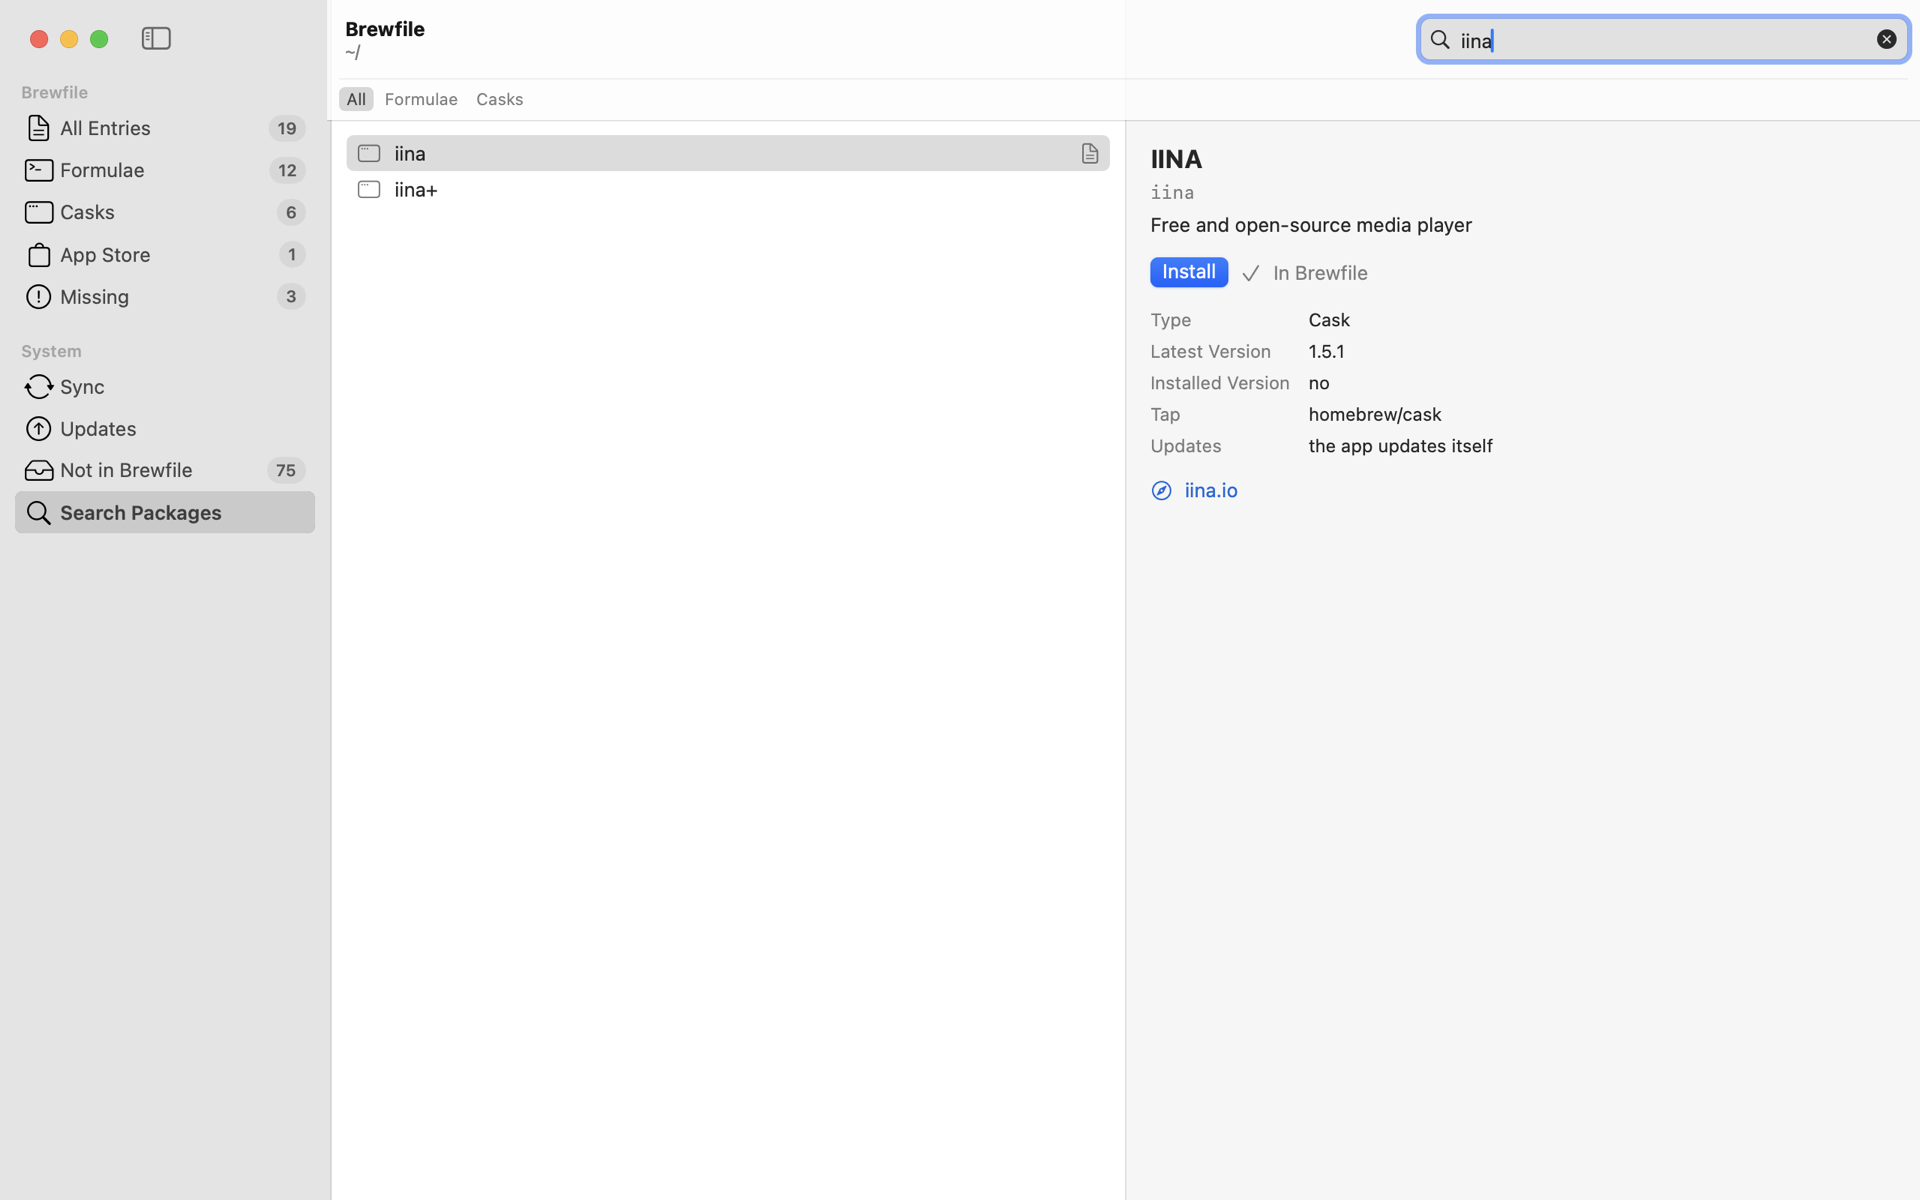 Brewfile
All Entries 19
Formulae 12
Casks 6
App Store 1
Missing 3
System
Sync
Updates
Not in Brewfile 75
Search Packages
Brewfile
~/
iina
All Formulae Casks
iina
iina+
IINA
iina
Free and open-source media player
Install In Brewfile
Type Cask
Latest Version 1.5.1
Installed Version no
Tap homebrew/cask
Updates the app updates itself
iina.io